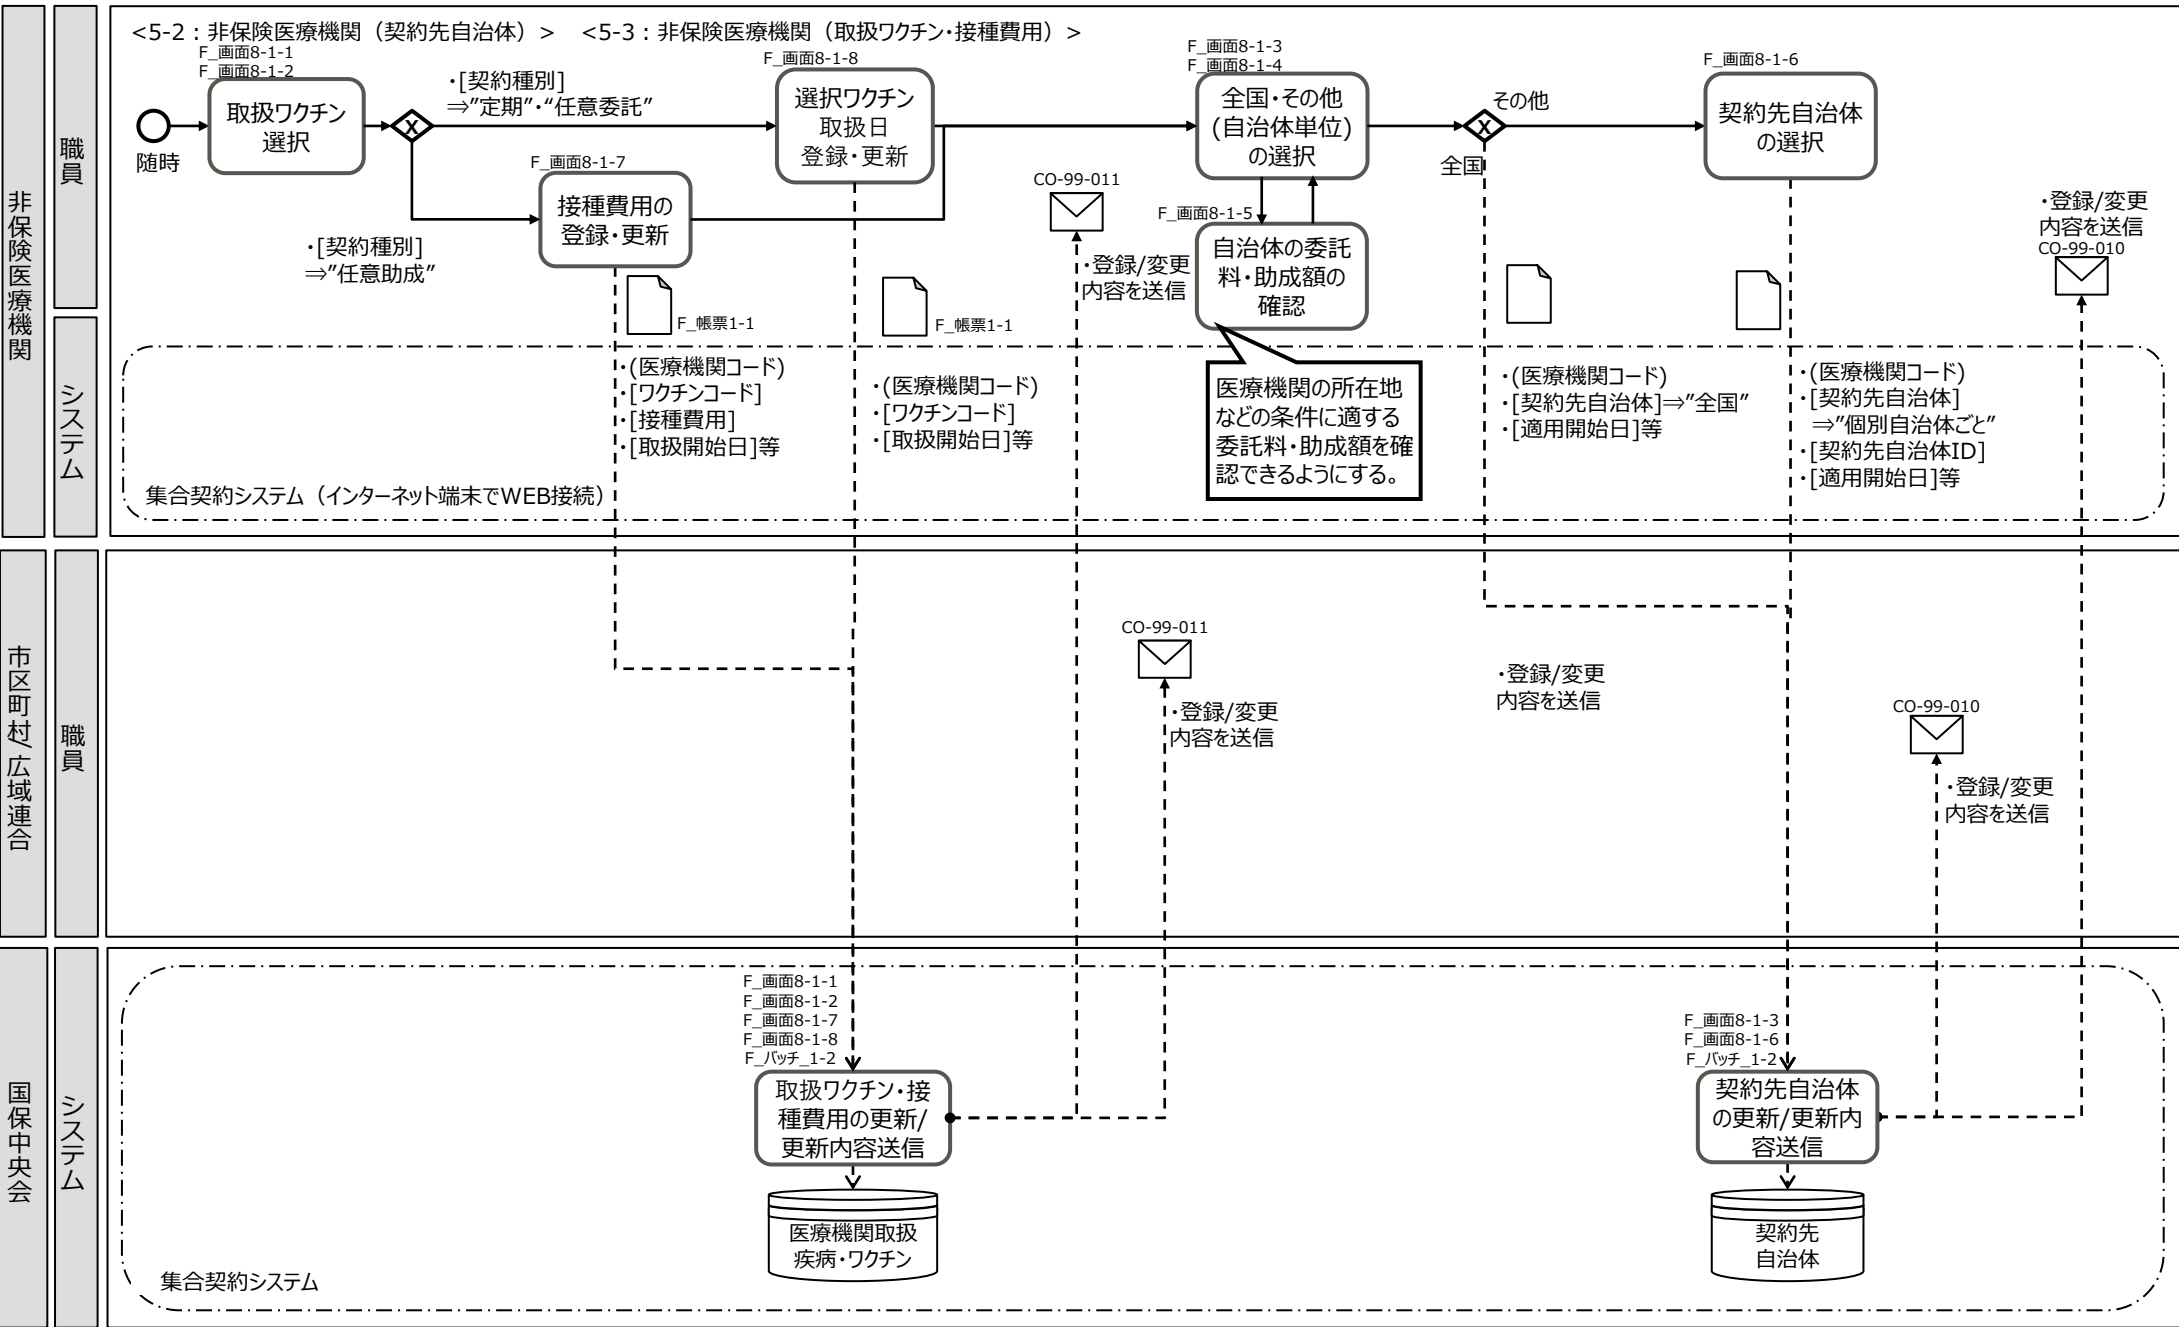 非保険医療機関
職員
システム
<5-2：非保険医療機関（契約先自治体）>　<5-3：非保険医療機関（取扱ワクチン・接種費用）>
F_画面8-1-1
F_画面8-1-2
取扱ワクチン
選択
随時
・[契約種別]
⇒”定期”・“任意委託”
・[契約種別]
⇒”任意助成”
F_画面8-1-7
接種費用の
登録・更新
F_画面8-1-8
選択ワクチン
取扱日
登録・更新
F_帳票1-1
F_帳票1-1
CO-99-011
・登録/変更
内容を送信
F_画面8-1-3
F_画面8-1-4
全国・その他
(自治体単位)
の選択
F_画面8-1-5
自治体の委託
料・助成額の
確認
X
X
その他
全国
F_画面8-1-6
契約先自治体
の選択
・登録/変更
内容を送信
CO-99-010
・(医療機関コード)
・[ワクチンコード]
・[接種費用]
・[取扱開始日]等
・(医療機関コード)
・[ワクチンコード]
・[取扱開始日]等
医療機関の所在地
などの条件に適する
委託料・助成額を確
認できるようにする。
・(医療機関コード)
・[契約先自治体]⇒”全国”
・[適用開始日]等
・(医療機関コード)
・[契約先自治体]
⇒”個別自治体ごと”
・[契約先自治体ID]
・[適用開始日]等
集合契約システム（インターネット端末でWEB接続）
市区町村/広域連合
職員
CO-99-011
・登録/変更
内容を送信
・登録/変更
内容を送信
CO-99-010
・登録/変更
内容を送信
国保中央会
システム
F_画面8-1-1
F_画面8-1-2
F_画面8-1-7
F_画面8-1-8
F_バッチ_1-2
取扱ワクチン・接
種費用の更新/
更新内容送信
医療機関取扱
疾病・ワクチン
F_画面8-1-3
F_画面8-1-6
F_バッチ_1-2
契約先自治体
の更新/更新内
容送信
契約先
自治体
集合契約システム